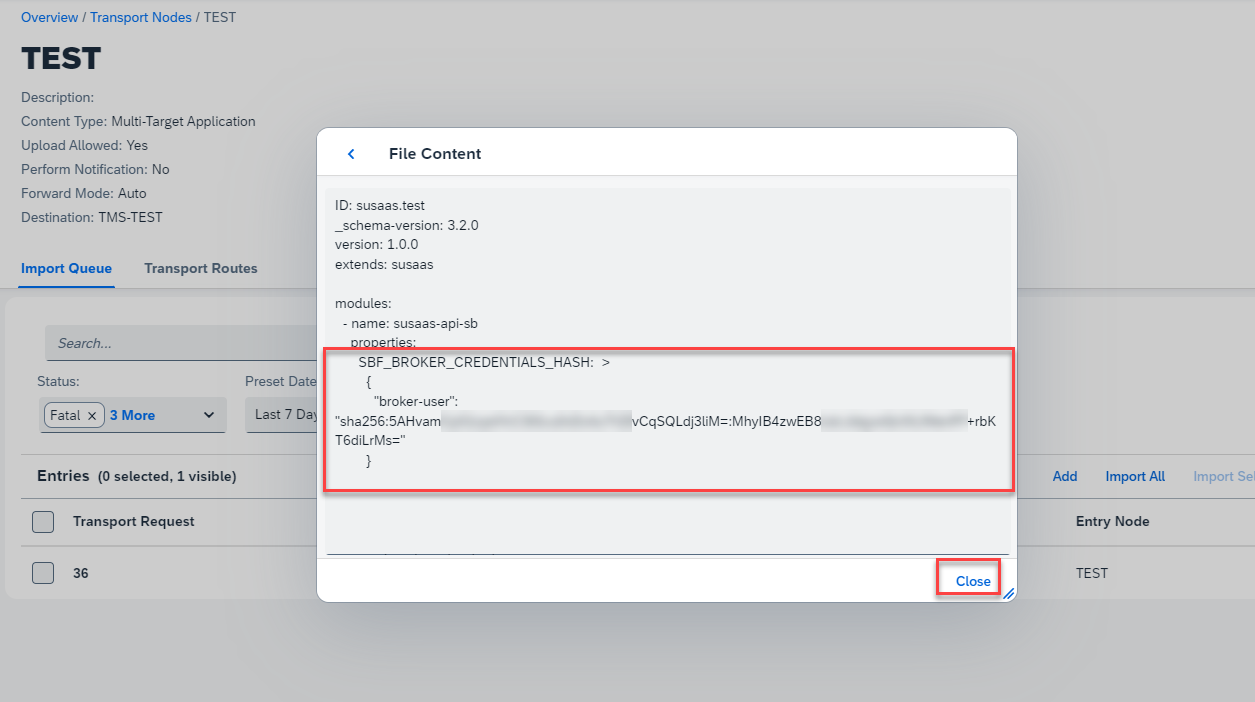 Overview / Transport Nodes / TEST
TEST
Description:
Content Type: Multi-Target Application
Upload Allowed: Yes
Perform Notification: No
Forward Mode: Auto
Destination: TMS-TEST
Import Queue Transport Routes
Search...
Status: Preset Date
Fatal × 3 More Last 7 Day
Entries (0 selected, 1 visible) Add Import All Import Sel
Transport Request Entry Node
36 TEST
File Content
ID: susaas.test
_schema-version: 3.2.0
version: 1.0.0
extends: susaas
modules:
- name: susaas-api-sb
properties:
SBF_BROKER_CREDENTIALS_HASH: >
{
"broker-user":
"sha256:5AHvam vCqSQLdj3liM=:MhyIB4zwEB8 +rbK
T6diLrMs="
}
Close